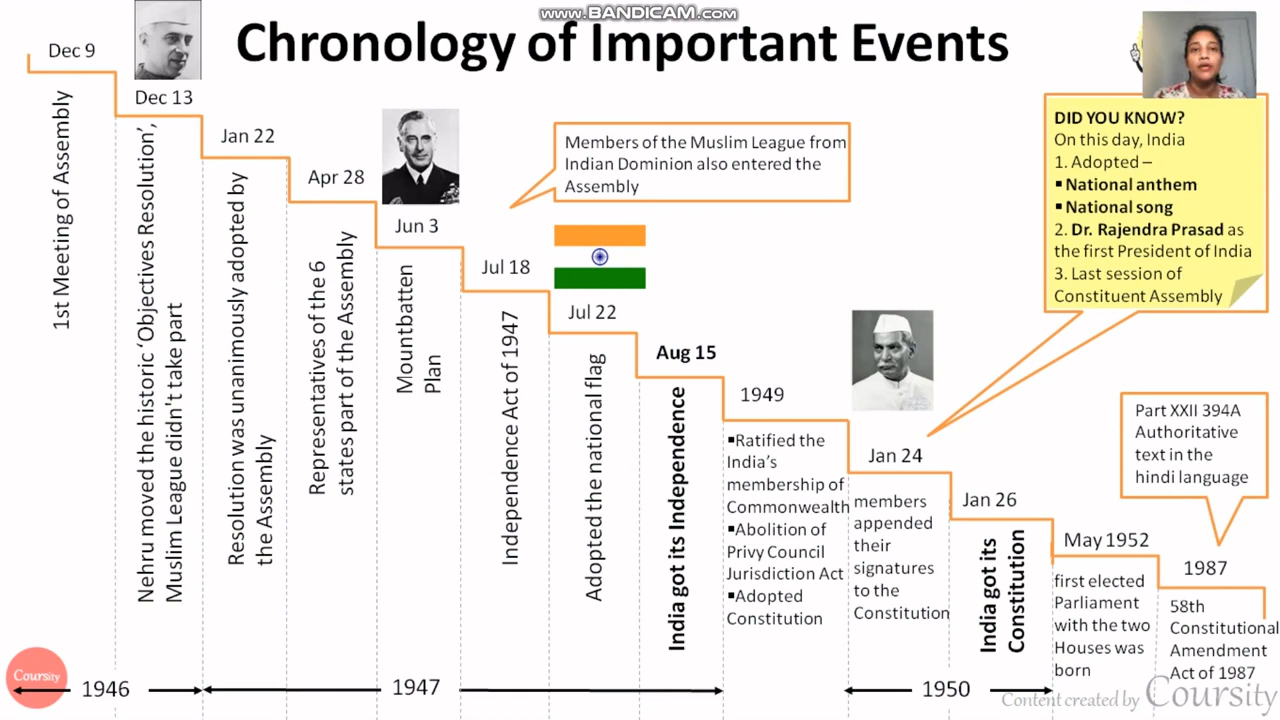 www.BANDICAM.com
Chronology of Important Events
Dec 9
1st Meeting of Assembly
Dec 13
Nehru moved the historic ‘Objectives Resolution’,
Muslim League didn't take part
Jan 22
Resolution was unanimously adopted by
the Assembly
Apr 28
Representatives of the 6
states part of the Assembly
Jun 3
Mountbatten
Plan
Members of the Muslim League from
Indian Dominion also entered the
Assembly
Jul 18
Independence Act of 1947
Jul 22
Adopted the national flag
Aug 15
India got its Independence
1949
▪Ratified the
India’s
membership of
Commonwealth
▪Abolition of
Privy Council
Jurisdiction Act
▪Adopted
Constitution
DID YOU KNOW?
On this day, India
1. Adopted –
▪ National anthem
▪ National song
2. Dr. Rajendra Prasad as
the first President of India
3. Last session of
Constituent Assembly
Jan 24
members
appended
their
signatures
to the
Constitution
Jan 26
India got its
Constitution
May 1952
first elected
Parliament
with the two
Houses was
born
Part XXII 394A
Authoritative
text in the
hindi language
1987
58th
Constitutional
Amendment
Act of 1987
Coursity
1946
1947
1950
Content created by Coursity